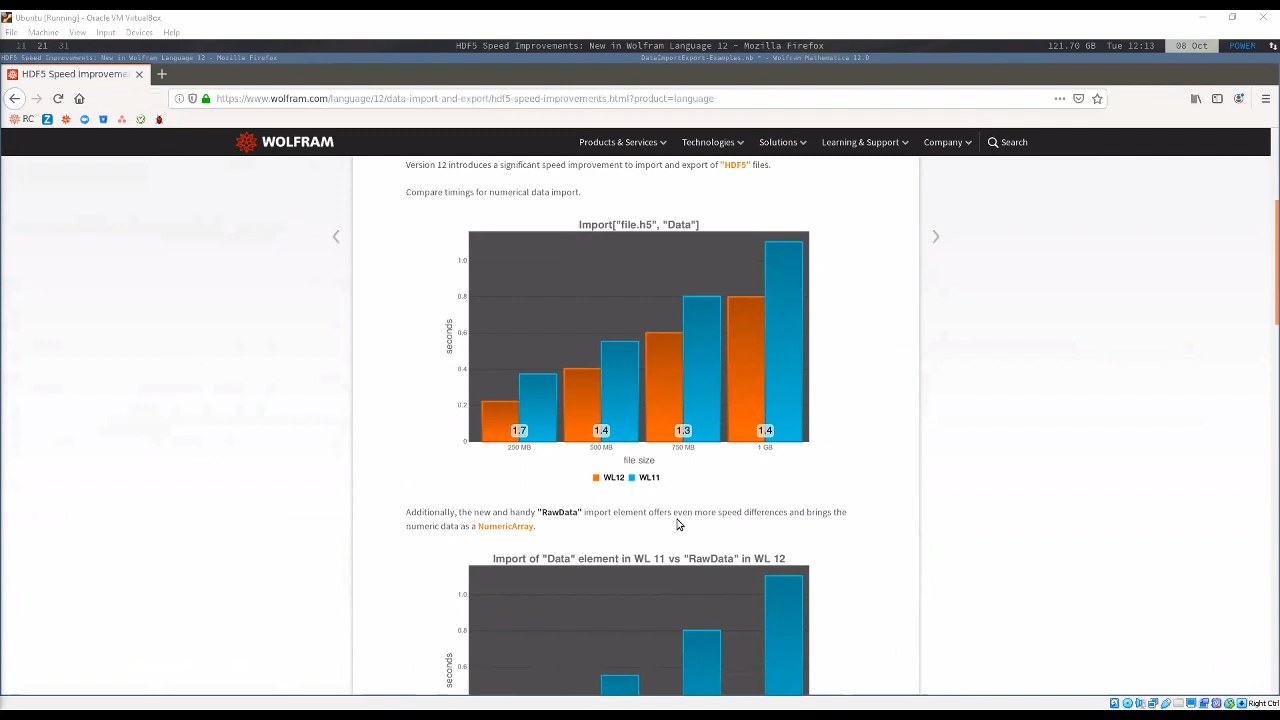 Ubuntu [Running] - Oracle VM VirtualBox
File Machine View Input Devices Help
11 21 31 HDF5 Speed Improvements: New in Wolfram Language 12 - Mozilla Firefox 121.70 GB Tue 12:13 08 Oct POWER
HDF5 Speed Improvements: New in Wolfram Language 12 - Mozilla Firefox DataImportExport-Examples.nb * - Wolfram Mathematica 12.0
HDF5 Speed Improveme
https://www.wolfram.com/language/12/data-import-and-export/hdf5-speed-improvements.html?product=language
RC
WOLFRAM Products & Services Technologies Solutions Learning & Support Company Search
Version 12 introduces a significant speed improvement to import and export of "HDF5" files.
Compare timings for numerical data import.
Import["file.h5", "Data"]
1.0
0.8
0.6
seconds
0.4
0.2
1.7 1.4 1.3 1.4
0
250 MB 500 MB 750 MB 1 GB
file size
WL12 WL11
Additionally, the new and handy "RawData" import element offers even more speed differences and brings the
numeric data as a NumericArray.
Import of "Data" element in WL 11 vs "RawData" in WL 12
1.0
0.8
0.6
seconds
Right Ctrl